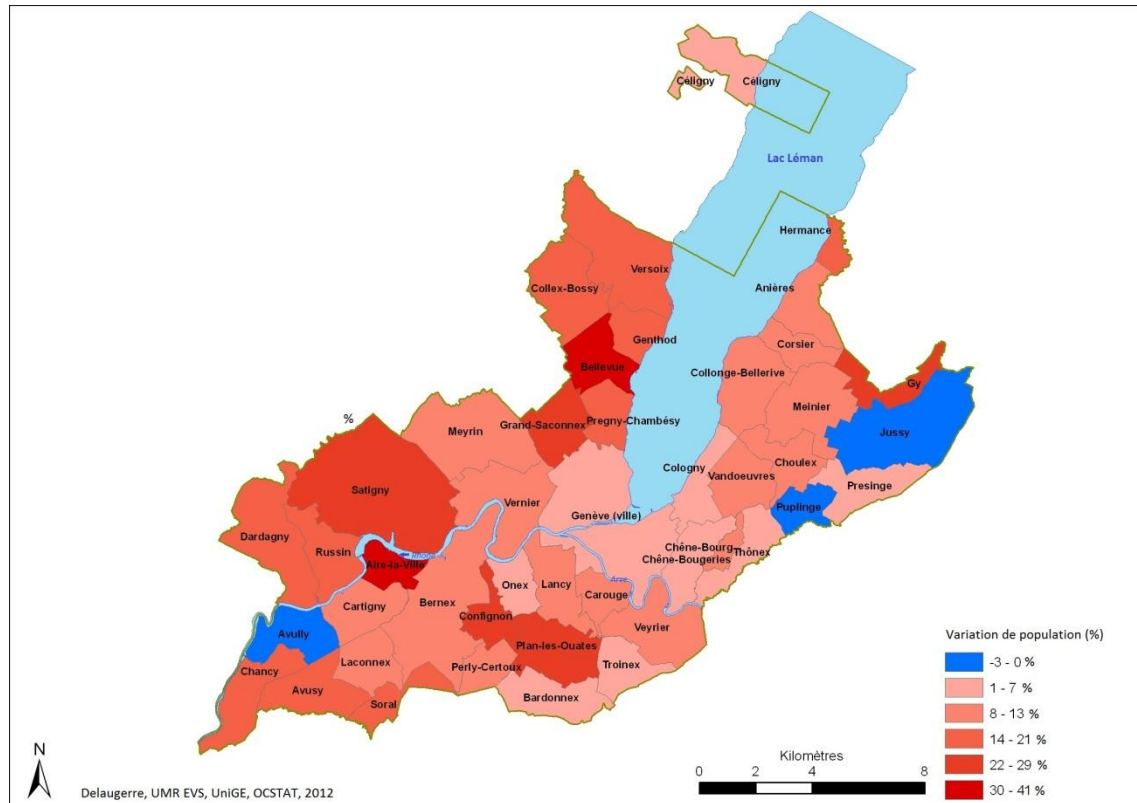 Céligny
Céligny
Lac Léman
Hermance
Versoix
Collex-Bossy
Anières
Genthod
Corsier
Bellevue
Collonge-Bellerive
Gy
Meinier
%
Grand-Saconnex
Pregny-Chambésy
Meyrin
Jussy
Cologny
Choulex
Vandoeuvres
Presinge
Satigny
Vernier
Genève (ville)
Puplinge
Dardagny
Russin
Rhône
Chêne-Bourg
Thônex
Chêne-Bougeries
Aire-la-Ville
Onex
Lancy
Arve
Carouge
Cartigny
Bernex
Confignon
Veyrier
Avully
Plan-les-Ouates
Laconnex
Perly-Certoux
Troinex
Chancy
Avusy
Soral
Bardonnex
Variation de population (%)
-3 - 0 %
1 - 7 %
8 - 13 %
14 - 21 %
22 - 29 %
30 - 41 %
Kilomètres
0 2 4 8
N
Delaugerre, UMR EVS, UniGE, OCSTAT, 2012